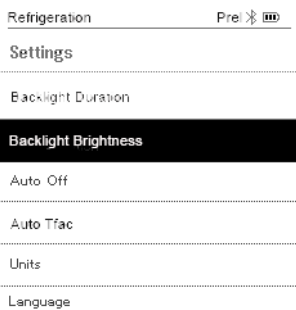 Refrigeration Prel
Settings
Backlight Duration
Backlight Brightness
Auto Off
Auto Tfac
Units
Language